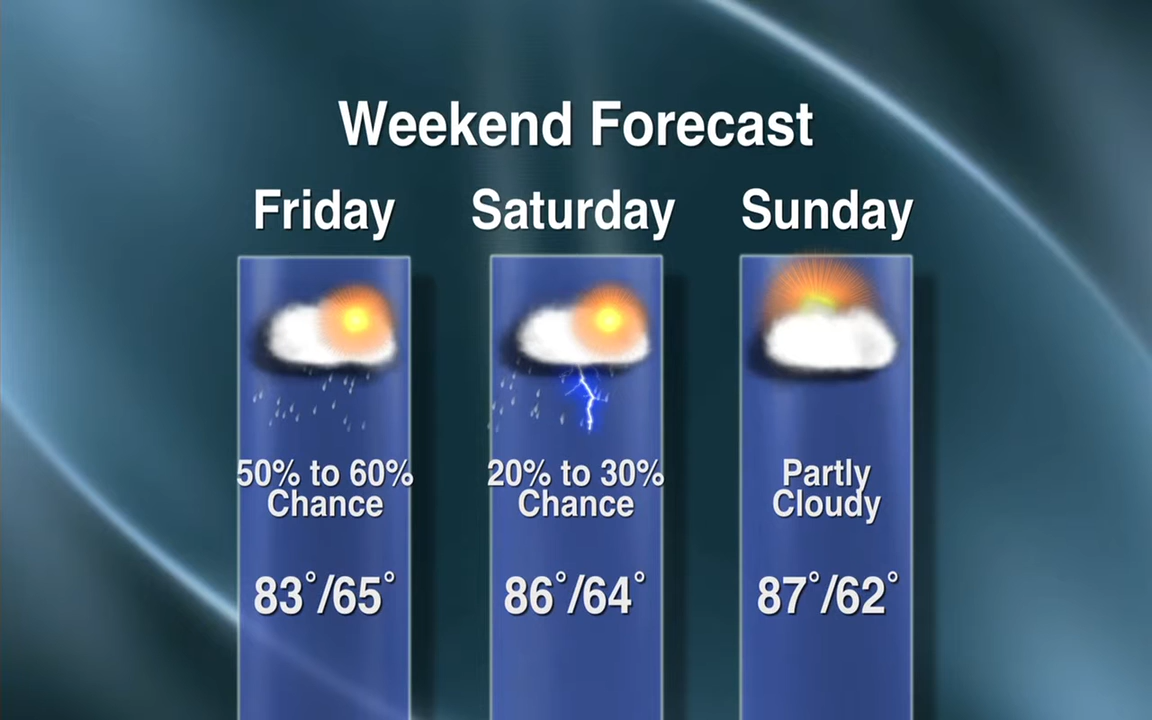 Weekend Forecast
Friday Saturday Sunday
50% to 60%
Chance
20% to 30%
Chance
Partly
Cloudy
83°/65° 86°/64° 87°/62°